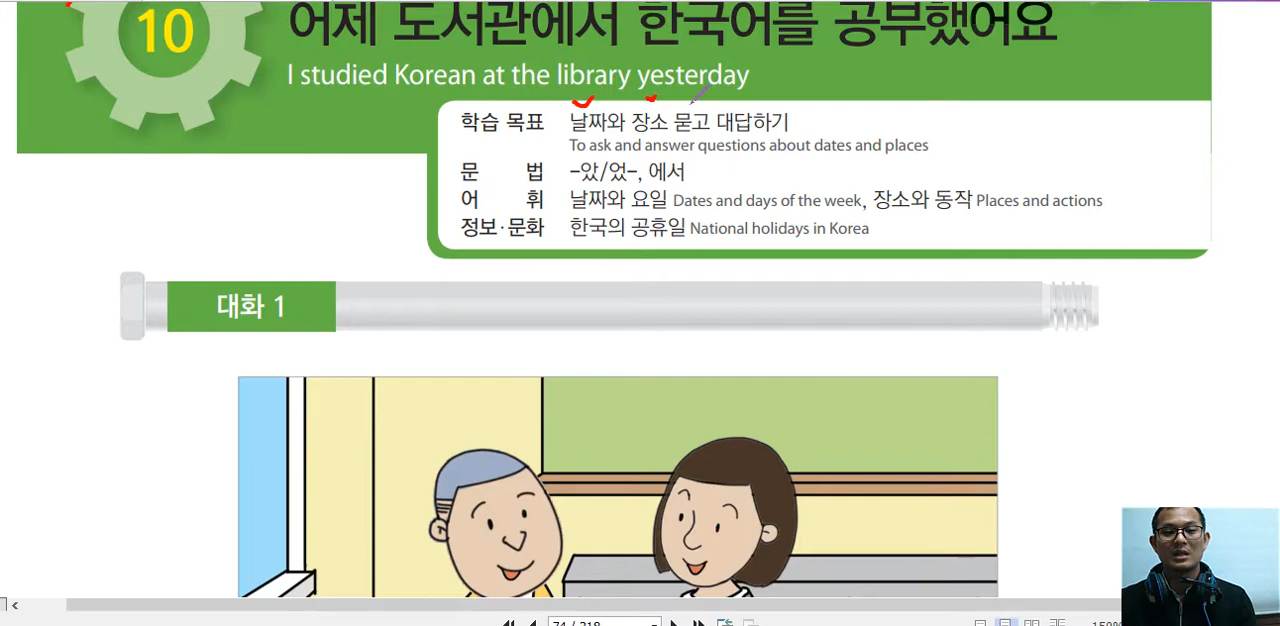 10
어제 도서관에서 한국어를 공부했어요
I studied Korean at the library yesterday
학습 목표 날짜와 장소 묻고 대답하기
To ask and answer questions about dates and places
문 법 -았/었-, 에서
어 휘 날짜와 요일 Dates and days of the week, 장소와 동작 Places and actions
정보·문화 한국의 공휴일 National holidays in Korea
대화 1
74 / 318
150%